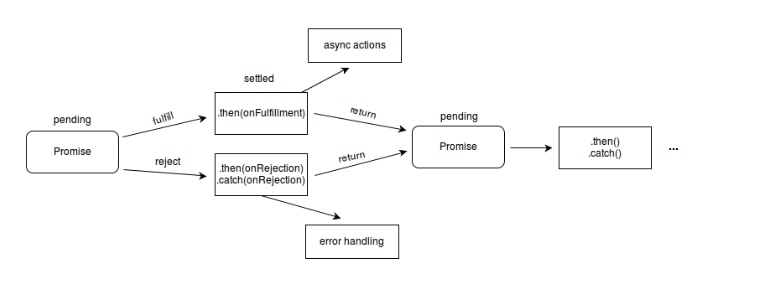 async actions
settled
pending
fulfill
.then(onFulfillment)
return
pending
Promise
reject
.then(onRejection)
.catch(onRejection)
return
Promise
.then()
.catch()
...
error handling